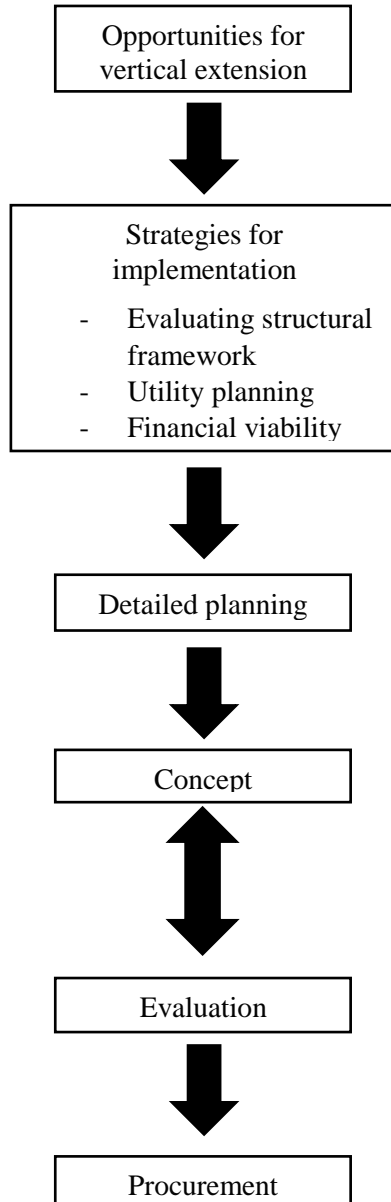 Opportunities for
vertical extension
Strategies for
implementation
- Evaluating structural
framework
- Utility planning
- Financial viability
Detailed planning
Concept
Evaluation
Procurement